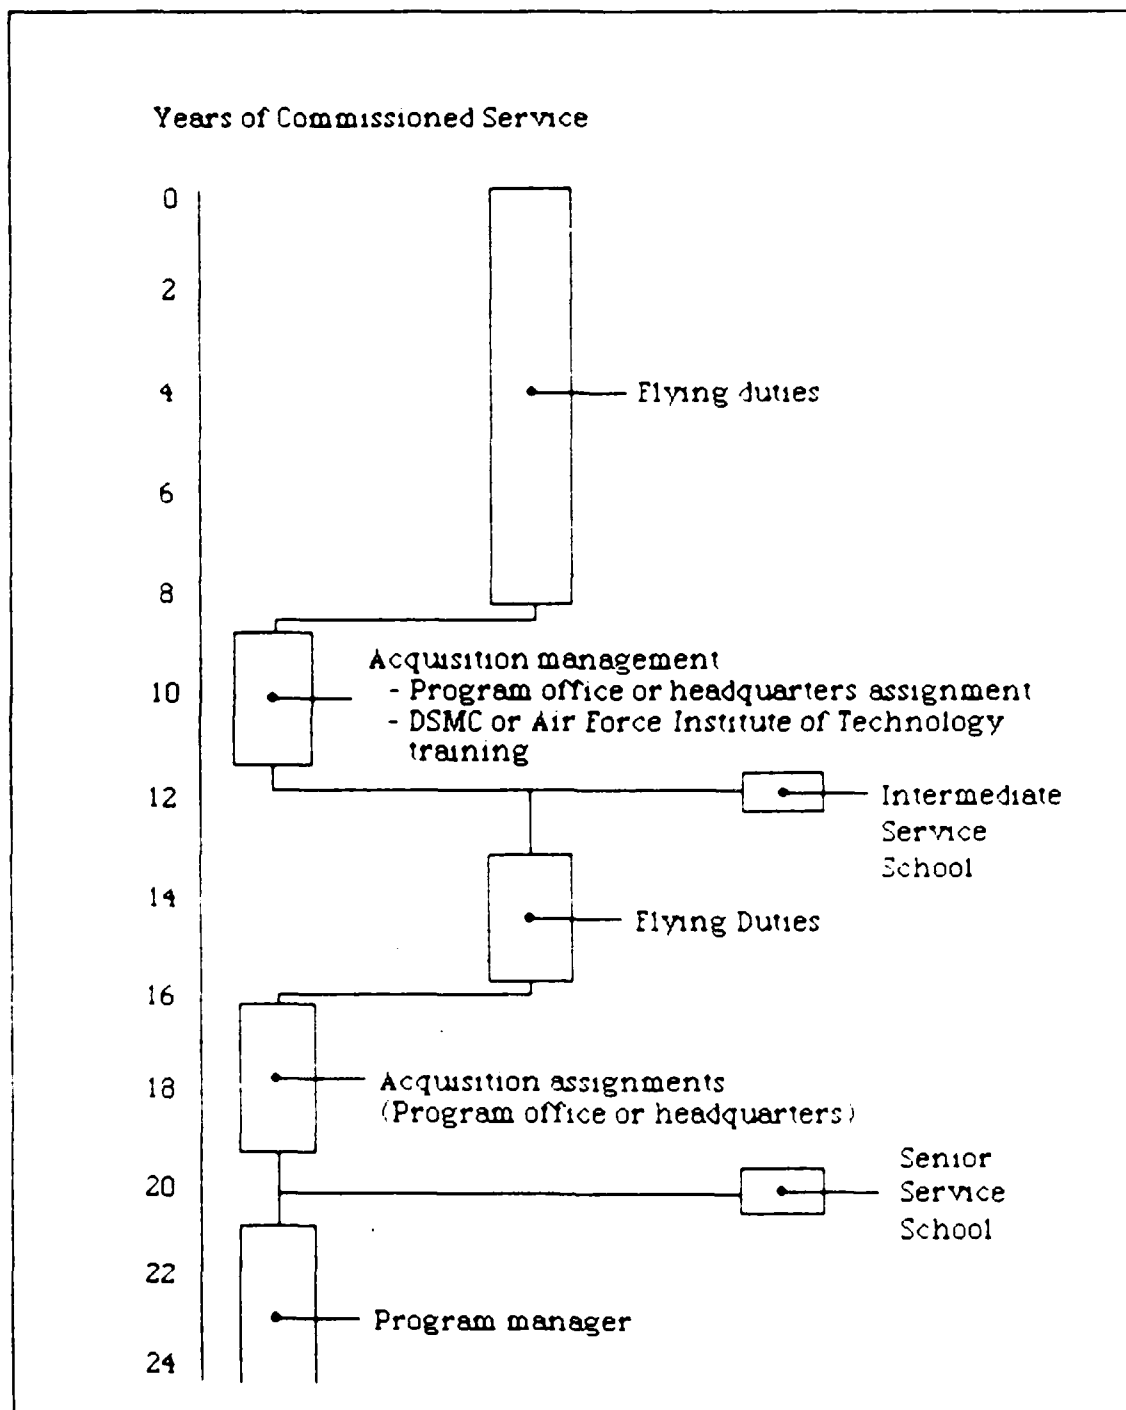 Years of Commissioned Service
0
2
4
Flying duties
6
8
Acquisition management
10
- Program office or headquarters assignment
- DSMC or Air Force Institute of Technology
training
12
Intermediate
Service
School
14
Flying Duties
16
18
Acquisition assignments
(Program office or headquarters)
Senior
20
Service
School
22
Program manager
24